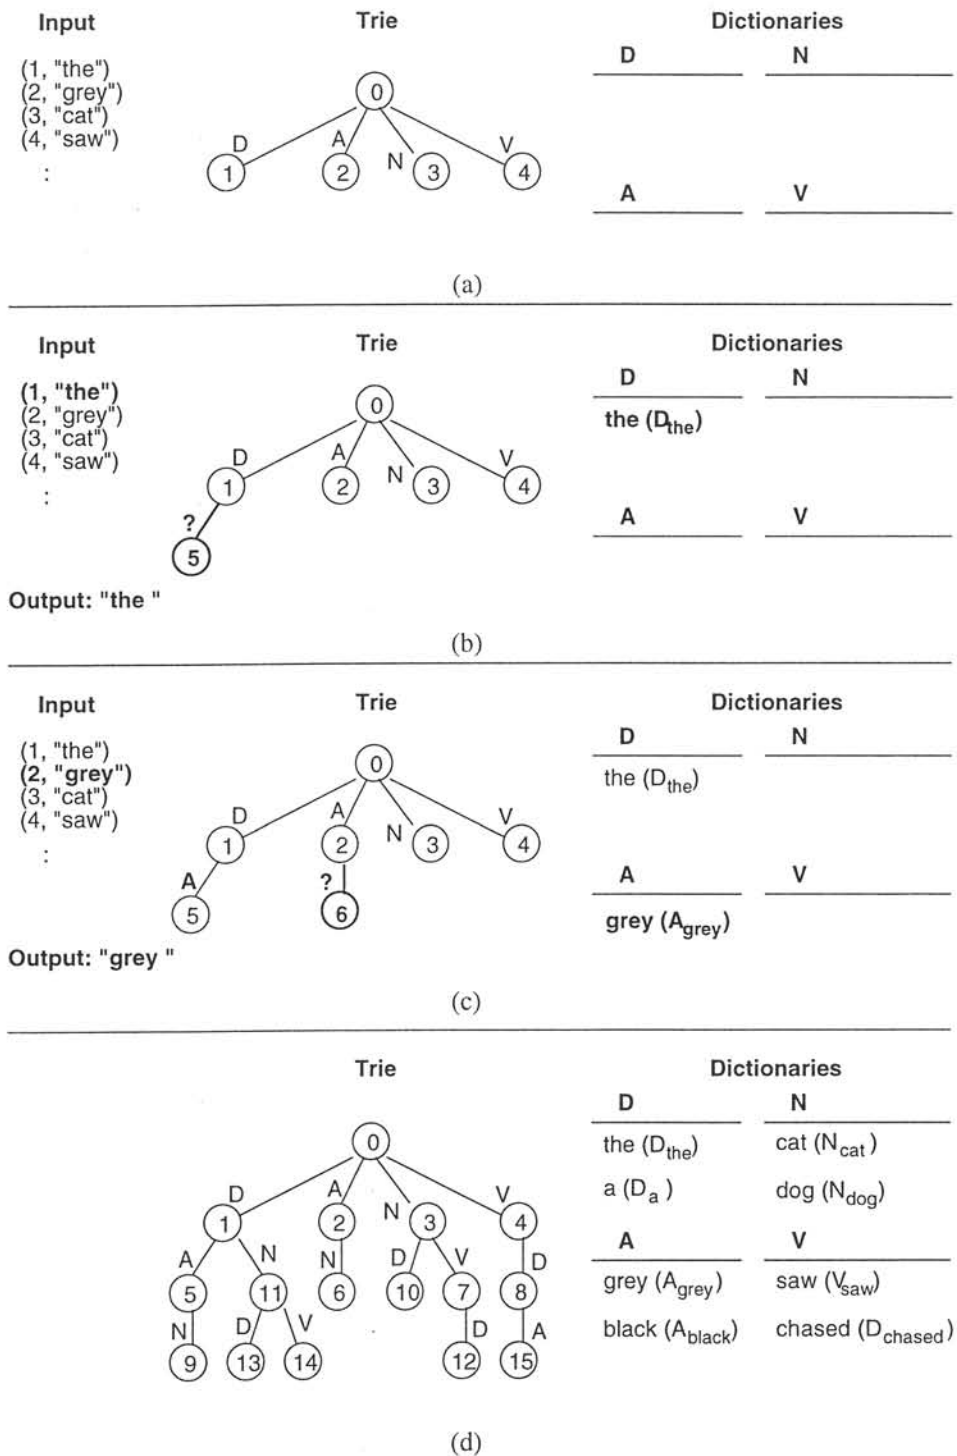 Input Trie Dictionaries
D N
(1, "the")
(2, "grey")
(3, "cat")
(4, "saw")
:
0
D A N V
1 2 3 4
A V
(a)
Input Trie Dictionaries
D N
(1, "the")
(2, "grey")
(3, "cat")
(4, "saw")
:
0
the (Dthe)
D A N V
1 2 3 4
A V
?
5
Output: "the "
(b)
Input Trie Dictionaries
D N
(1, "the")
(2, "grey")
(3, "cat")
(4, "saw")
:
0
the (Dthe)
D A N V
1 2 3 4
A V
A ?
5 6
grey (Agrey)
Output: "grey "
(c)
Trie Dictionaries
D N
0
the (Dthe) cat (Ncat)
a (Da) dog (Ndog)
D A N V
1 2 3 4
A V
A N N D V D
5 11 6 10 7 8
grey (Agrey) saw (Vsaw)
N D V D A
9 13 14 12 15
black (Ablack) chased (Dchased)
(d)